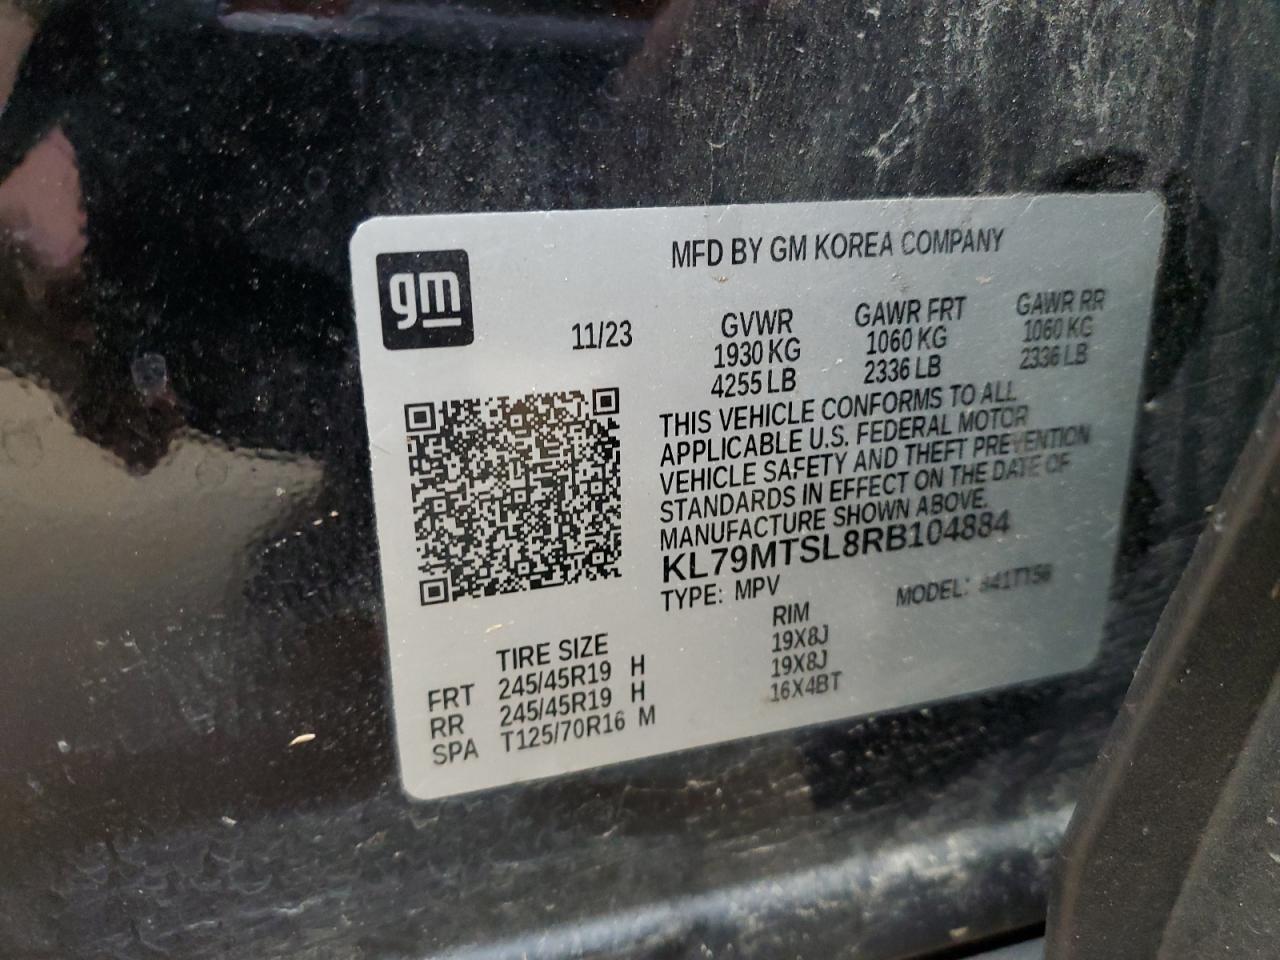 gm
MFD BY GM KOREA COMPANY
11/23
GVWR GAWR FRT GAWR RR
1930 KG 1060 KG 1060 KG
4255 LB 2336 LB 2336 LB
THIS VEHICLE CONFORMS TO ALL
APPLICABLE U.S. FEDERAL MOTOR
VEHICLE SAFETY AND THEFT PREVENTION
STANDARDS IN EFFECT ON THE DATE OF
MANUFACTURE SHOWN ABOVE.
KL79MTSL8RB104884
TYPE: MPV MODEL:
TIRE SIZE RIM
FRT 245/45R19 H 19X8J
RR 245/45R19 H 19X8J
SPA T125/70R16 M 16X4BT